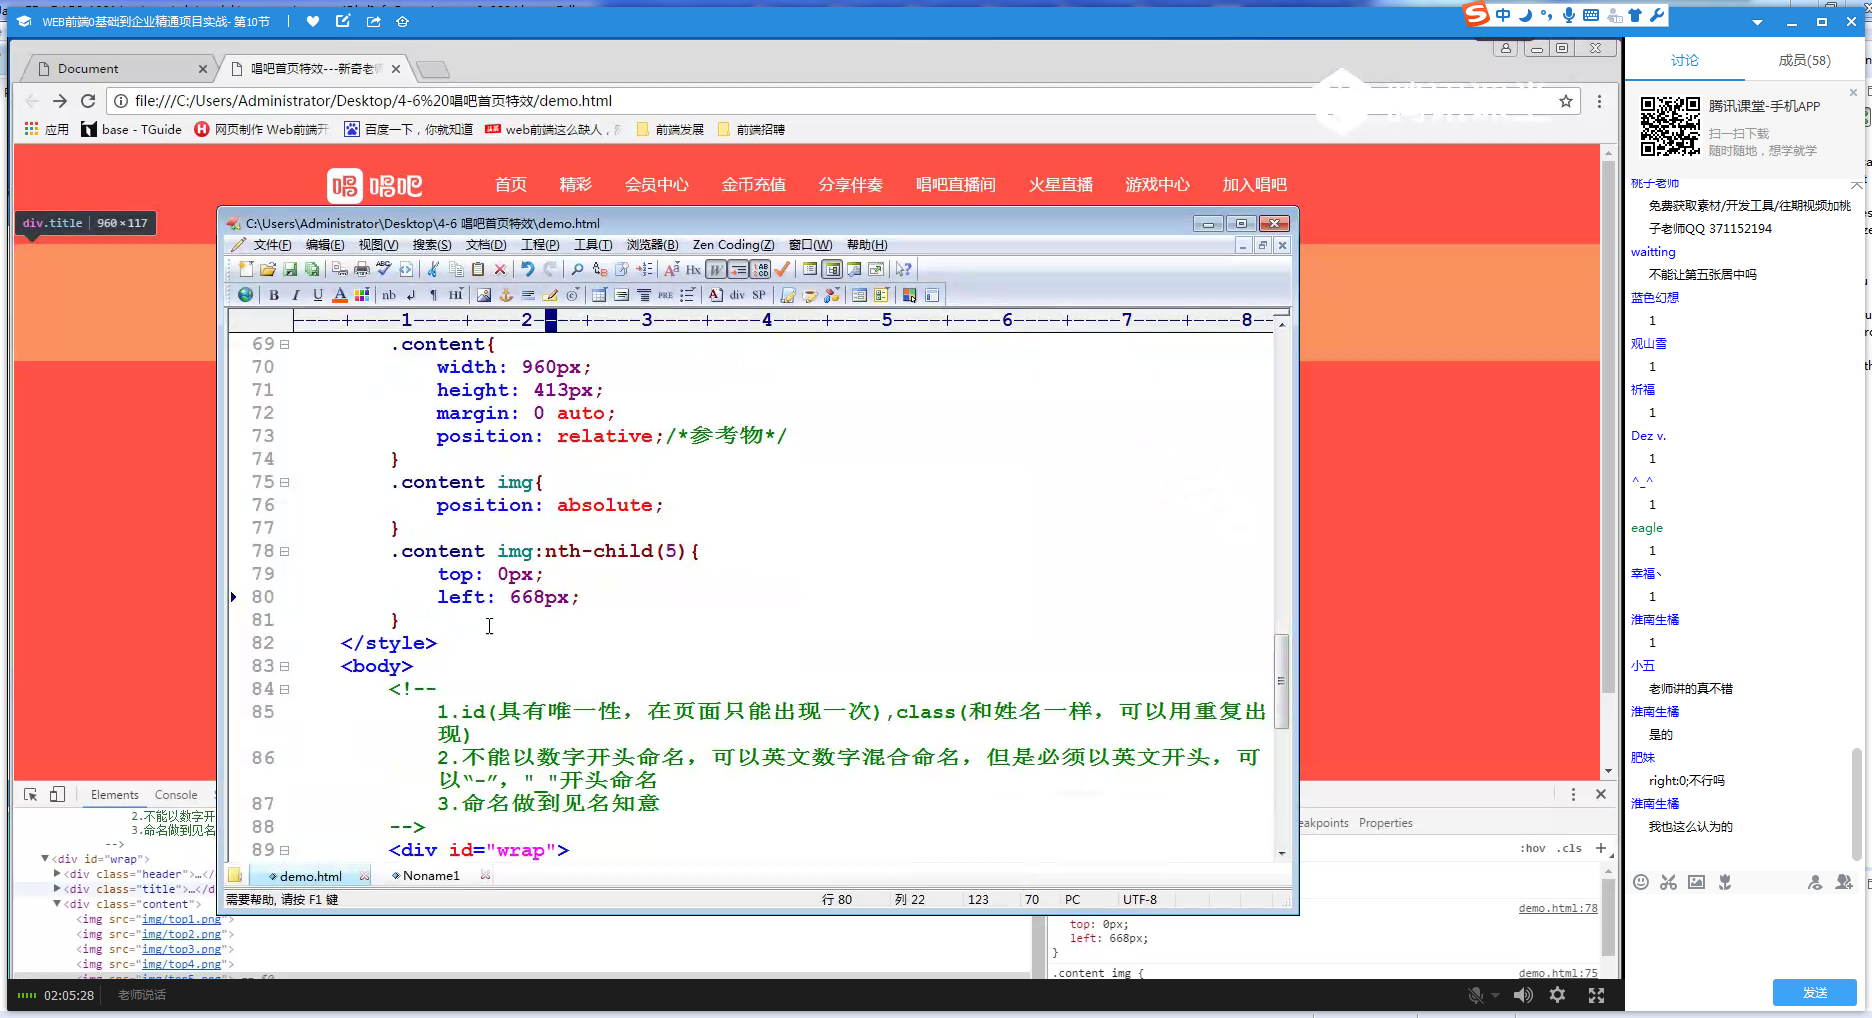 WEB前端0基础到企业精通项目实战- 第10节
中
Document
唱吧首页特效---新奇老师
file:///C:/Users/Administrator/Desktop/4-6%20唱吧首页特效/demo.html
应用
base - TGuide
网页制作 Web前端开
百度一下，你就知道
web前端这么缺人，
前端发展
前端招聘
唱吧
首页
精彩
会员中心
金币充值
分享伴奏
唱吧直播间
火星直播
游戏中心
加入唱吧
div.title | 960×117
C:\Users\Administrator\Desktop\4-6 唱吧首页特效\demo.html
文件(F) 编辑(E) 视图(V) 搜索(S) 文档(D) 工程(P) 工具(T) 浏览器(B) Zen Coding(Z) 窗口(W) 帮助(H)
----+----1----+----2----+----3----+----4----+----5----+----6----+----7----+----8--
69 .content{
70 width: 960px;
71 height: 413px;
72 margin: 0 auto;
73 position: relative;/*参考物*/
74 }
75 .content img{
76 position: absolute;
77 }
78 .content img:nth-child(5){
79 top: 0px;
80 left: 668px;
81 }
82 </style>
83 <body>
84 <!--
85 1.id(具有唯一性，在页面只能出现一次),class(和姓名一样，可以用重复出
现)
86 2.不能以数字开头命名，可以英文数字混合命名，但是必须以英文开头，可
以“-”，"_"开头命名
87 3.命名做到见名知意
88 -->
89 <div id="wrap">
demo.html
Noname1
需要帮助, 请按 F1 键
行 80 列 22 123 70 PC UTF-8
Elements Console
2.不能以数字开
3.命名做到见名
-->
<div id="wrap">
<div class="header">…</
<div class="title">…</d
<div class="content">
<img src="img/top1.png">
<img src="img/top2.png">
<img src="img/top3.png">
<img src="img/top4.png">
eakpoints Properties
:hov .cls +
demo.html:78
top: 0px;
left: 668px;
}
.content img {
demo.html:75
02:05:28
老师说话
讨论
成员(58)
腾讯课堂-手机APP
扫一扫下载
随时随地，想学就学
桃子老师
免费获取素材/开发工具/往期视频加桃
子老师QQ 371152194
waitting
不能让第五张居中吗
蓝色幻想
1
观山雪
1
祈福
1
Dez v.
1
^_^
1
eagle
1
幸福丶
1
淮南生橘
1
小五
老师讲的真不错
淮南生橘
是的
肥妹
right:0;不行吗
淮南生橘
我也这么认为的
发送